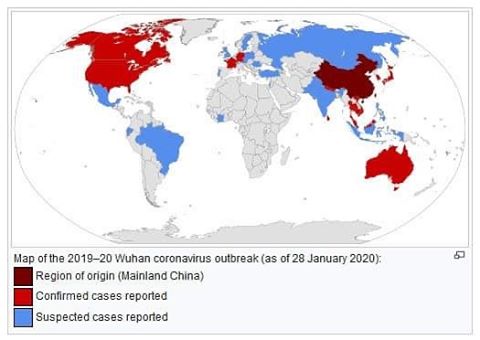 Map of the 2019–20 Wuhan coronavirus outbreak (as of 28 January 2020):
Region of origin (Mainland China)
Confirmed cases reported
Suspected cases reported